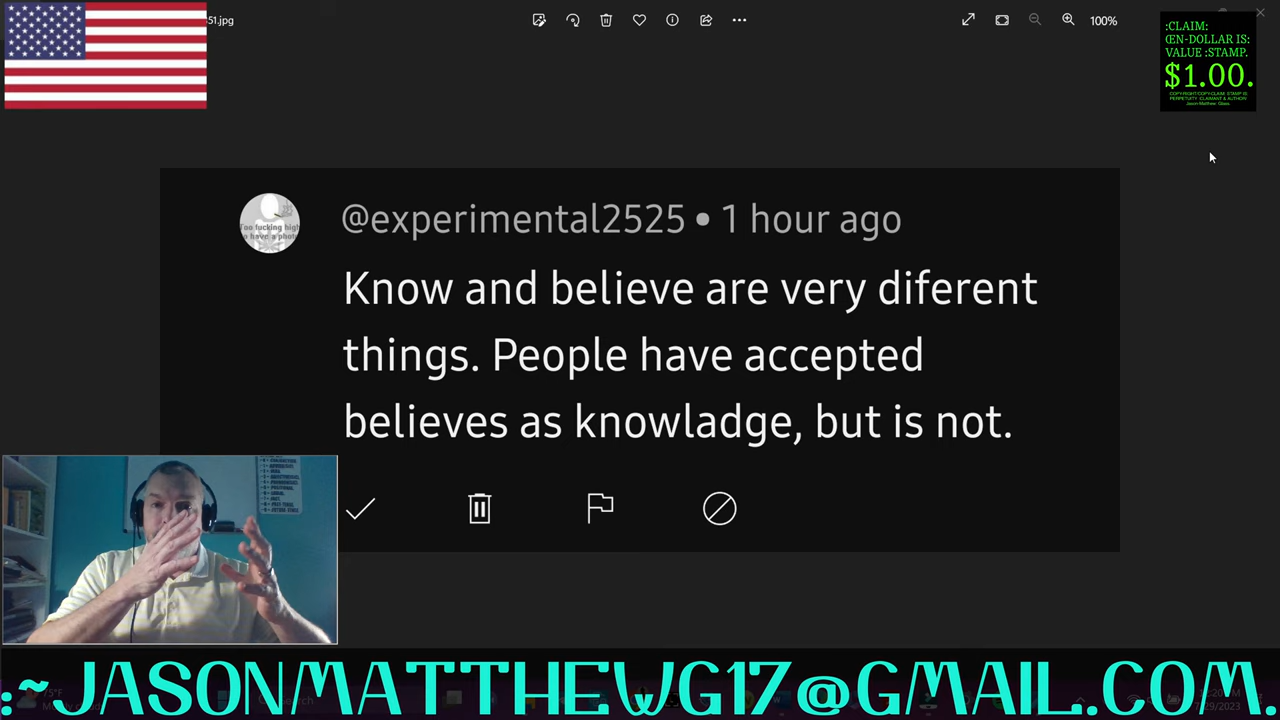 51.jpg
100%
:CLAIM:
ŒN-DOLLAR IS:
VALUE :STAMP.
$1.00.
@experimental2525 • 1 hour ago
Know and believe are very diferent
things. People have accepted
believes as knowladge, but is not.
:~JASONMATTHEWG17@GMAIL.COM.